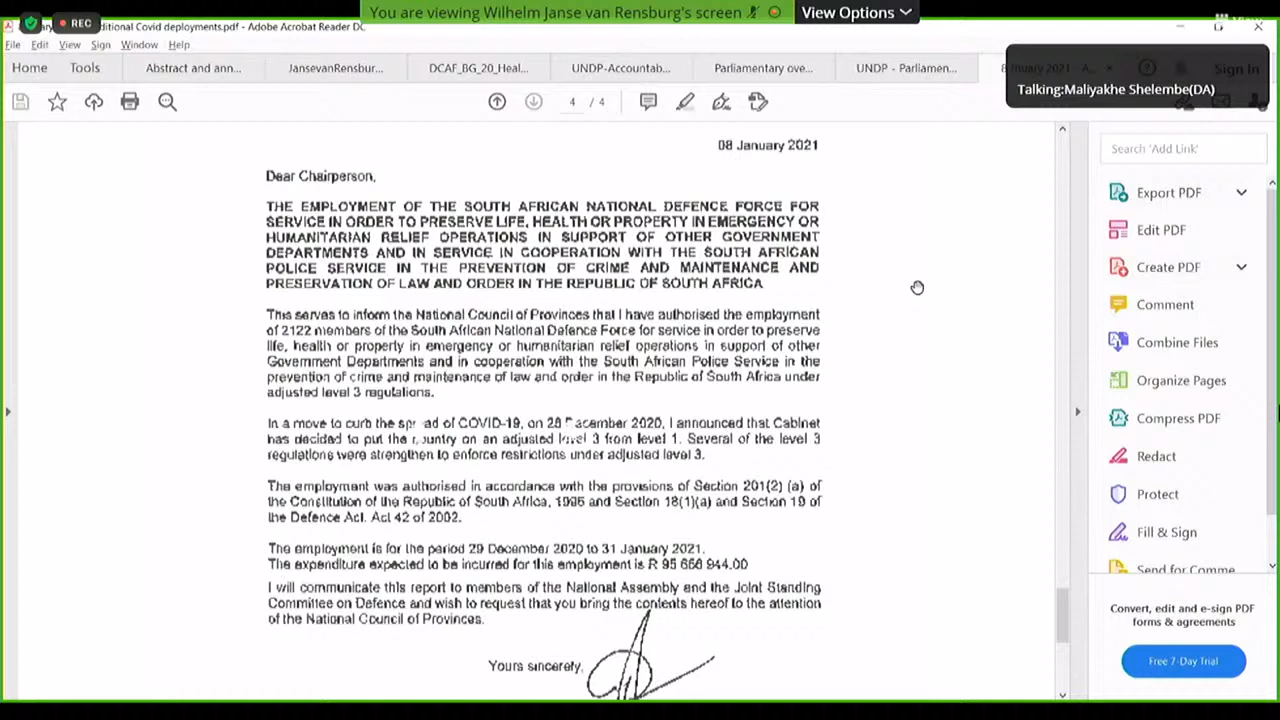 You are viewing Wilhelm Janse van Rensburg's screen
View Options
REC
ditional Covid deployments.pdf - Adobe Acrobat Reader DC
View
File Edit View Sign Window Help
Home Tools Abstract and ann... JansevanRensbur... DCAF_BG_20_Heal... UNDP-Accountab... Parliamentary ove... UNDP - Parliamen... Sign In
Talking:Maliyakhe Shelembe(DA)
4 / 4
08 January 2021
Dear Chairperson,
THE EMPLOYMENT OF THE SOUTH AFRICAN NATIONAL DEFENCE FORCE FOR
SERVICE IN ORDER TO PRESERVE LIFE, HEALTH OR PROPERTY IN EMERGENCY OR
HUMANITARIAN RELIEF OPERATIONS IN SUPPORT OF OTHER GOVERNMENT
DEPARTMENTS AND IN SERVICE IN COOPERATION WITH THE SOUTH AFRICAN
POLICE SERVICE IN THE PREVENTION OF CRIME AND MAINTENANCE AND
PRESERVATION OF LAW AND ORDER IN THE REPUBLIC OF SOUTH AFRICA
This serves to inform the National Council of Provinces that I have authorised the employment
of 2122 members of the South African National Defence Force for service in order to preserve
life, health or property in emergency or humanitarian relief operations in support of other
Government Departments and in cooperation with the South African Police Service in the
prevention of crime and maintenance of law and order in the Republic of South Africa under
adjusted level 3 regulations.
In a move to curb the spread of COVID-19, on 28 December 2020, I announced that Cabinet
has decided to put the country on an adjusted level 3 from level 1. Several of the level 3
regulations were strengthen to enforce restrictions under adjusted level 3.
The employment was authorised in accordance with the provisions of Section 201(2) (a) of
the Constitution of the Republic of South Africa, 1996 and Section 18(1)(a) and Section 19 of
the Defence Act. Act 42 of 2002.
The employment is for the period 29 December 2020 to 31 January 2021.
The expenditure expected to be incurred for this employment is R
I will communicate this report to members of the National Assembly and the Joint Standing
Committee on Defence and wish to request that you bring the contents hereof to the attention
of the National Council of Provinces.
Yours sincerely,
Search 'Add Link'
Export PDF
Edit PDF
Create PDF
Comment
Combine Files
Organize Pages
Compress PDF
Redact
Protect
Fill & Sign
Send for Comme
Convert, edit and e-sign PDF
forms & agreements
Free 7-Day Trial